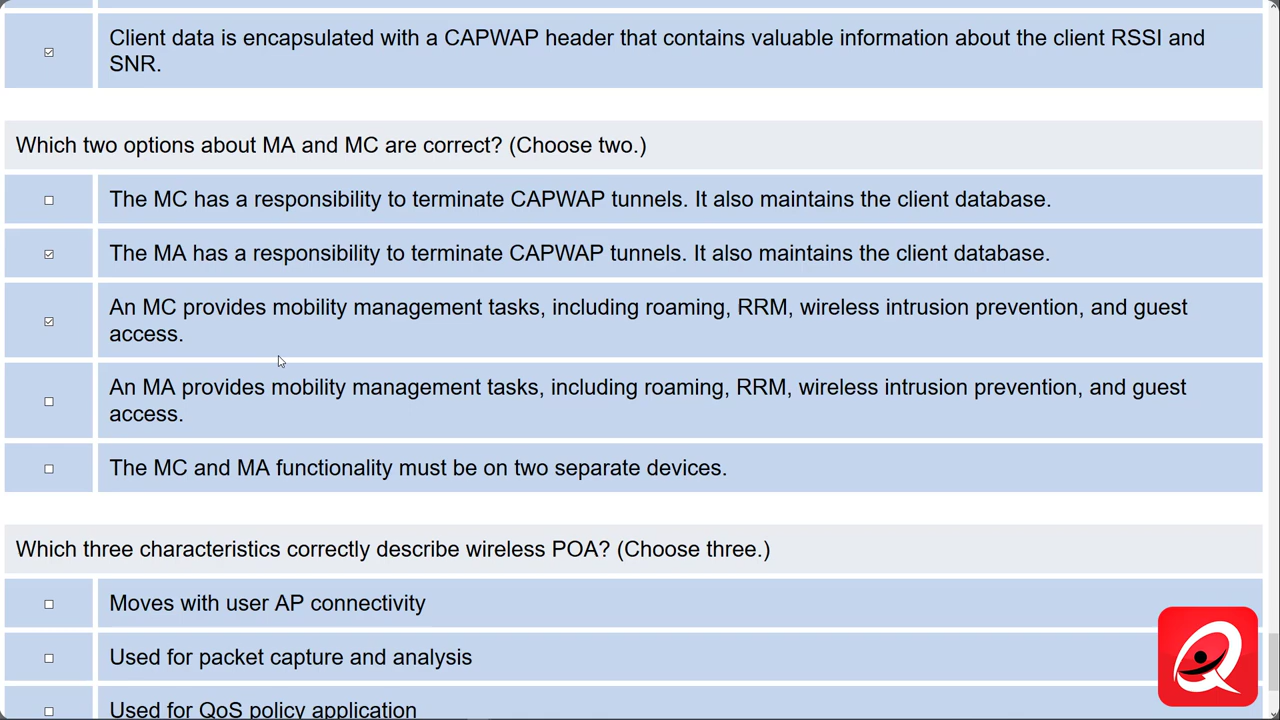 Client data is encapsulated with a CAPWAP header that contains valuable information about the client RSSI and
SNR.
Which two options about MA and MC are correct? (Choose two.)
The MC has a responsibility to terminate CAPWAP tunnels. It also maintains the client database.
The MA has a responsibility to terminate CAPWAP tunnels. It also maintains the client database.
An MC provides mobility management tasks, including roaming, RRM, wireless intrusion prevention, and guest
access.
An MA provides mobility management tasks, including roaming, RRM, wireless intrusion prevention, and guest
access.
The MC and MA functionality must be on two separate devices.
Which three characteristics correctly describe wireless POA? (Choose three.)
Moves with user AP connectivity
Used for packet capture and analysis
Used for QoS policy application